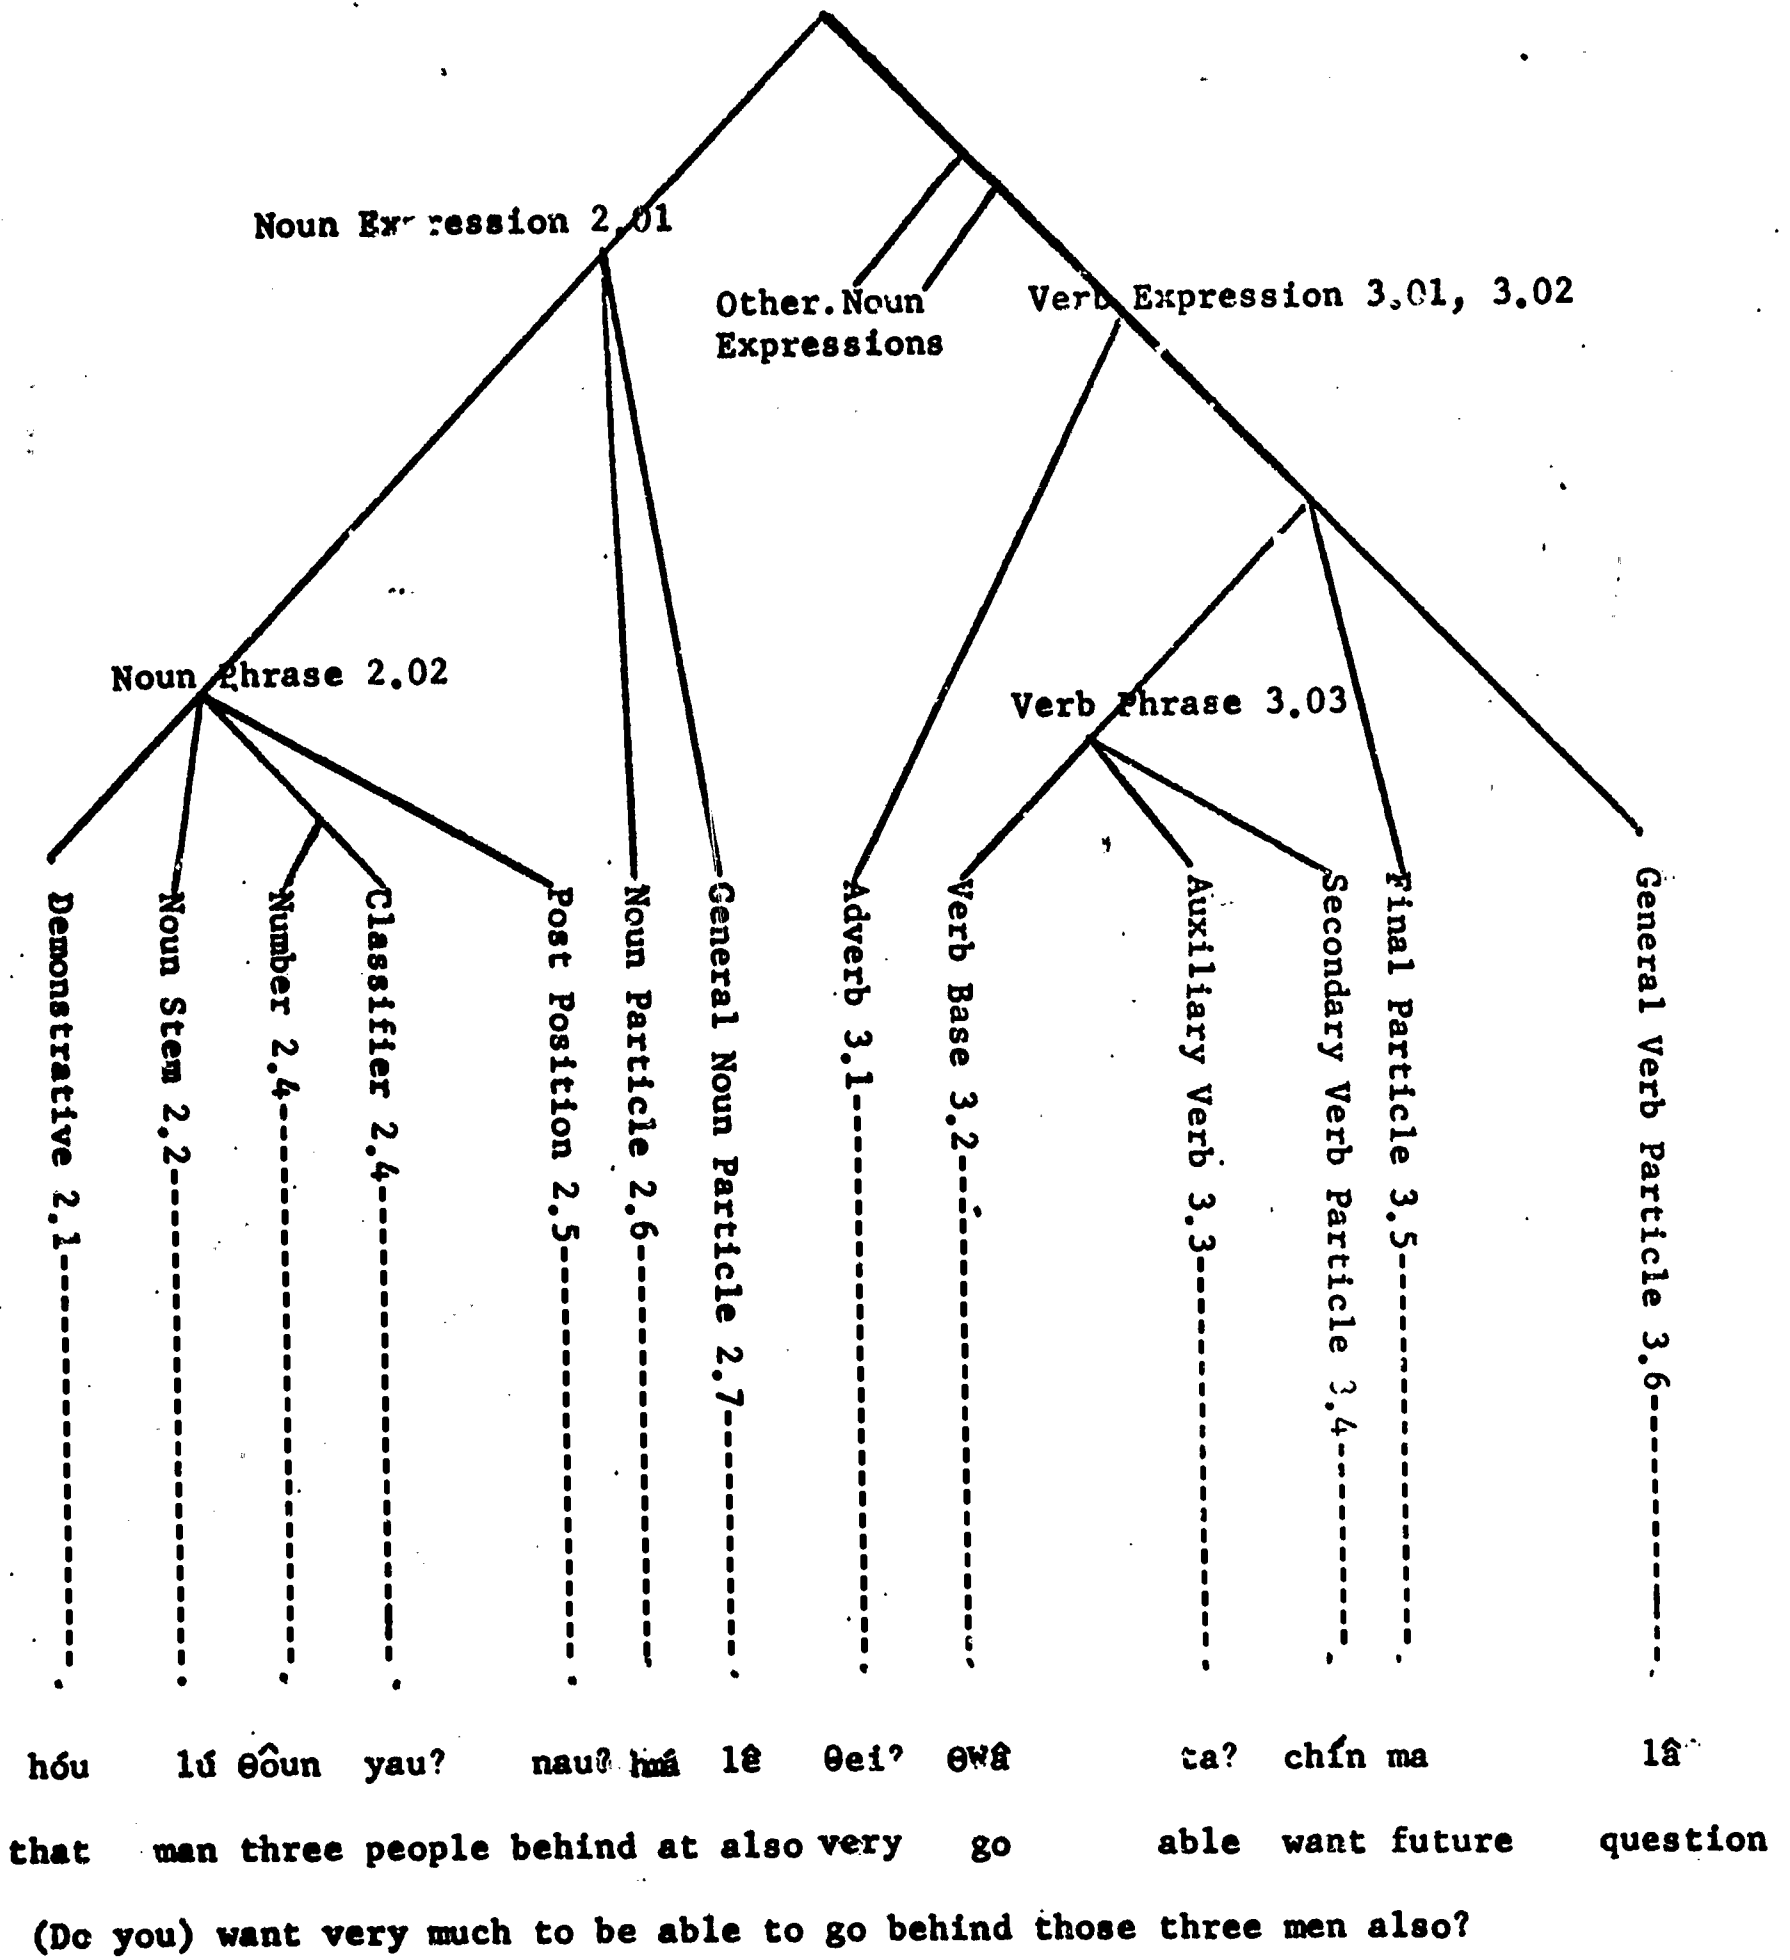 Noun Expression 2.01
Other Noun
Expressions
Verb Expression 3.01, 3.02
Noun Phrase 2.02
Verb Phrase 3.03
Demonstrative 2.1
Noun Stem 2.2
Number 2.4
Classifier 2.4
Post Position 2.5
Noun Particle 2.6
General Noun Particle 2.7
Adverb 3.1
Verb Base 3.2
Auxiliary Verb 3.3
Secondary Verb Particle 3.4
Final Particle 3.5
General Verb Particle 3.6
hóu lú θôun yau? nau? hmá lê θei? θwâ ta? chín ma lâ
that man three people behind at also very go able want future question
(Do you) want very much to be able to go behind those three men also?